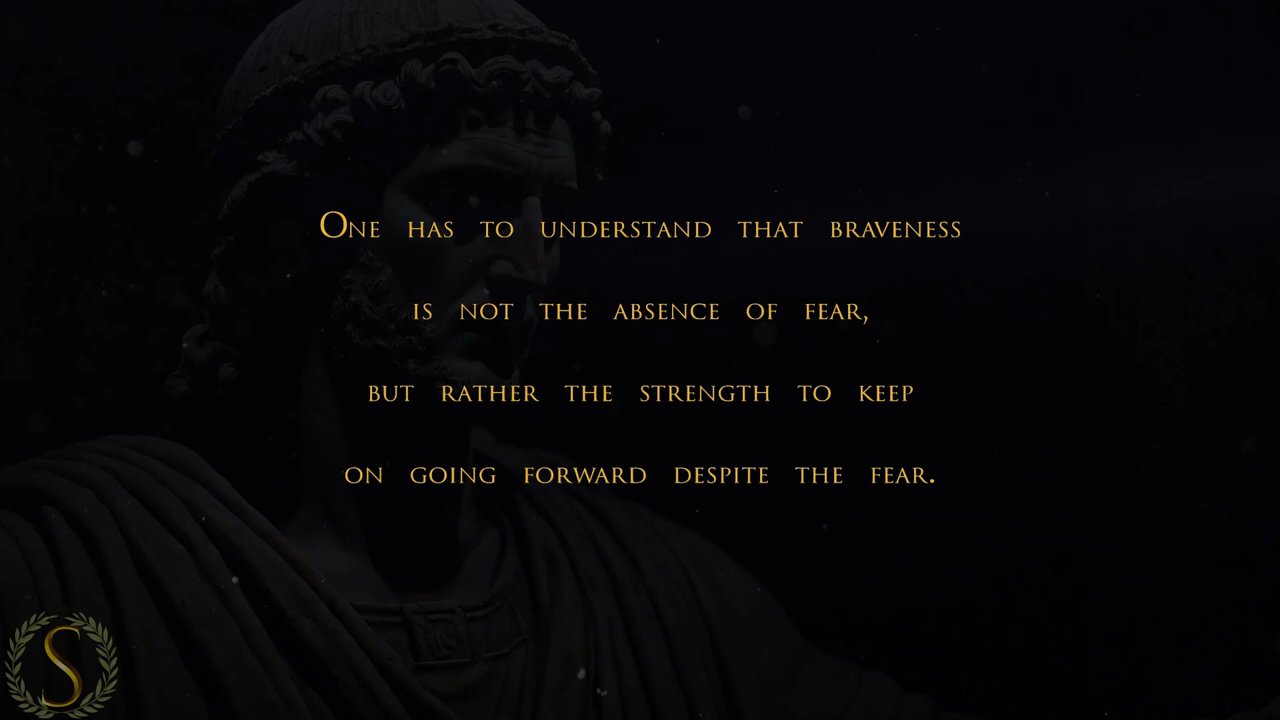 One has to understand that braveness
is not the absence of fear,
but rather the strength to keep
on going forward despite the fear.
S